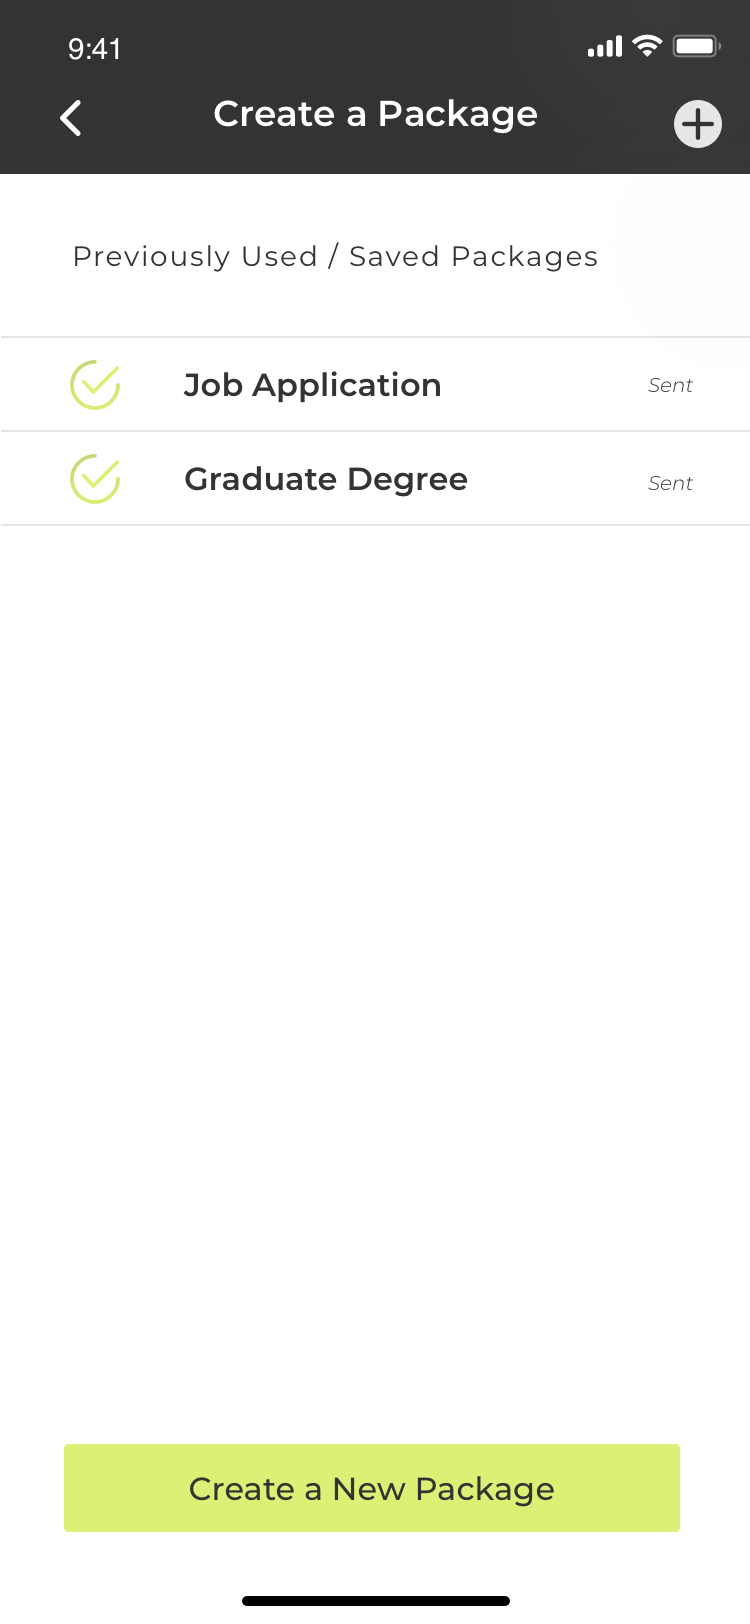 9:41
Create a Package
Previously Used / Saved Packages
Job Application Sent
Graduate Degree Sent
Create a New Package